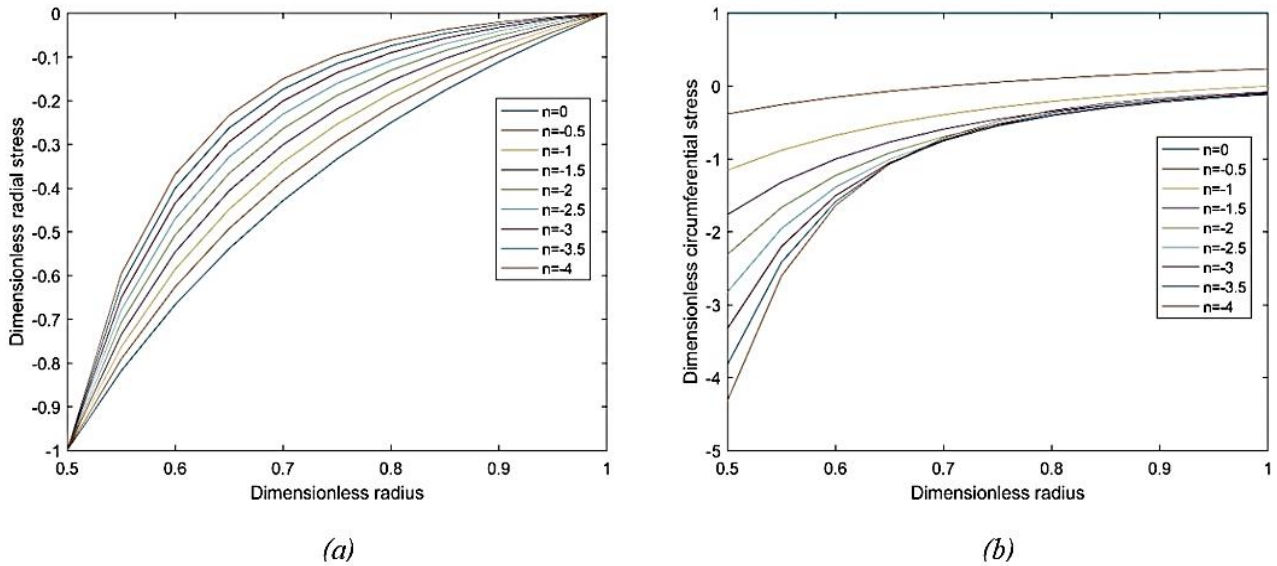 Dimensionless radial stress
0
-0.1
-0.2
-0.3
-0.4
-0.5
-0.6
-0.7
-0.8
-0.9
-1
0.5 0.6 0.7 0.8 0.9 1
Dimensionless radius
n=0
n=-0.5
n=-1
n=-1.5
n=-2
n=-2.5
n=-3
n=-3.5
n=-4
(a)
Dimensionless circumferential stress
1
0
-1
-2
-3
-4
-5
0.5 0.6 0.7 0.8 0.9 1
Dimensionless radius
n=0
n=-0.5
n=-1
n=-1.5
n=-2
n=-2.5
n=-3
n=-3.5
n=-4
(b)